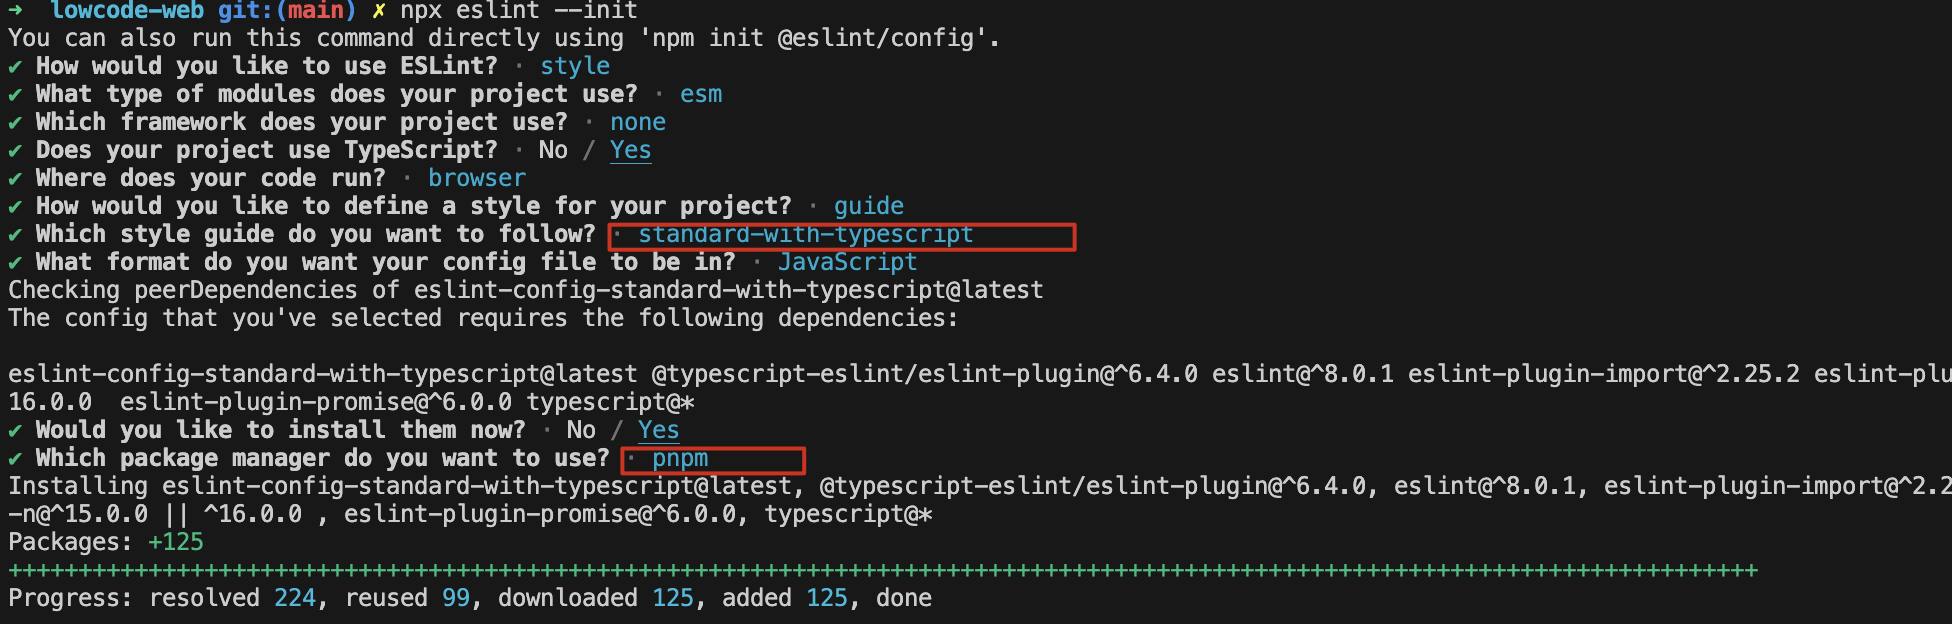 → lowcode-web git:(main) ✗ npx eslint --init
You can also run this command directly using 'npm init @eslint/config'.
✔ How would you like to use ESLint? · style
✔ What type of modules does your project use? · esm
✔ Which framework does your project use? · none
✔ Does your project use TypeScript? · No / Yes
✔ Where does your code run? · browser
✔ How would you like to define a style for your project? · guide
✔ Which style guide do you want to follow? · standard-with-typescript
✔ What format do you want your config file to be in? · JavaScript
Checking peerDependencies of eslint-config-standard-with-typescript@latest
The config that you've selected requires the following dependencies:
eslint-config-standard-with-typescript@latest @typescript-eslint/eslint-plugin@^6.4.0 eslint@^8.0.1 eslint-plugin-import@^2.25.2 eslint-plu
16.0.0  eslint-plugin-promise@^6.0.0 typescript@*
✔ Would you like to install them now? · No / Yes
✔ Which package manager do you want to use? · pnpm
Installing eslint-config-standard-with-typescript@latest, @typescript-eslint/eslint-plugin@^6.4.0, eslint@^8.0.1, eslint-plugin-import@^2.2
-n@^15.0.0 || ^16.0.0 , eslint-plugin-promise@^6.0.0, typescript@*
Packages: +125
+++++++++++++++++++++++++++++++++++++++++++++++++++++++++++++++++++++++++++++++++++++++++++++++++++++++++++++++++++++++++++++
Progress: resolved 224, reused 99, downloaded 125, added 125, done